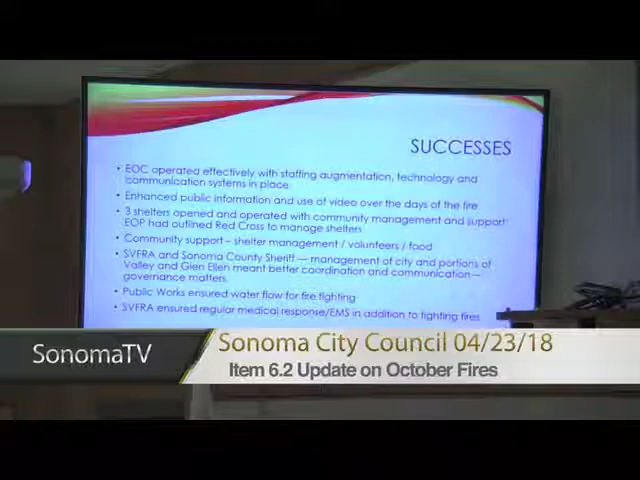 SUCCESSES
• EOC operated effectively with staffing augmentation, technology and
communication systems in place
• Enhanced public information and use of video over the days of the fire
• 3 shelters opened and operated with community management and support;
EOP had outlined Red Cross to manage shelters
• Community support – shelter management / volunteers / food
• SVFRA and Sonoma County Sheriff — management of city and portions of
Valley and Glen Ellen meant better coordination and communication —
governance matters.
• Public Works ensured water flow for fire fighting
• SVFRA ensured regular medical response/EMS in addition to fighting fires
SonomaTV
Sonoma City Council 04/23/18
Item 6.2 Update on October Fires